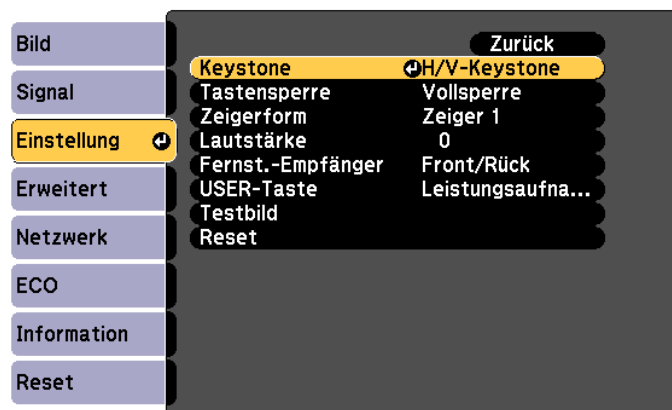 Bild
Signal
Einstellung
Erweitert
Netzwerk
ECO
Information
Reset
Zurück
Keystone H/V-Keystone
Tastensperre Vollsperre
Zeigerform Zeiger 1
Lautstärke 0
Fernst.-Empfänger Front/Rück
USER-Taste Leistungsaufna...
Testbild
Reset